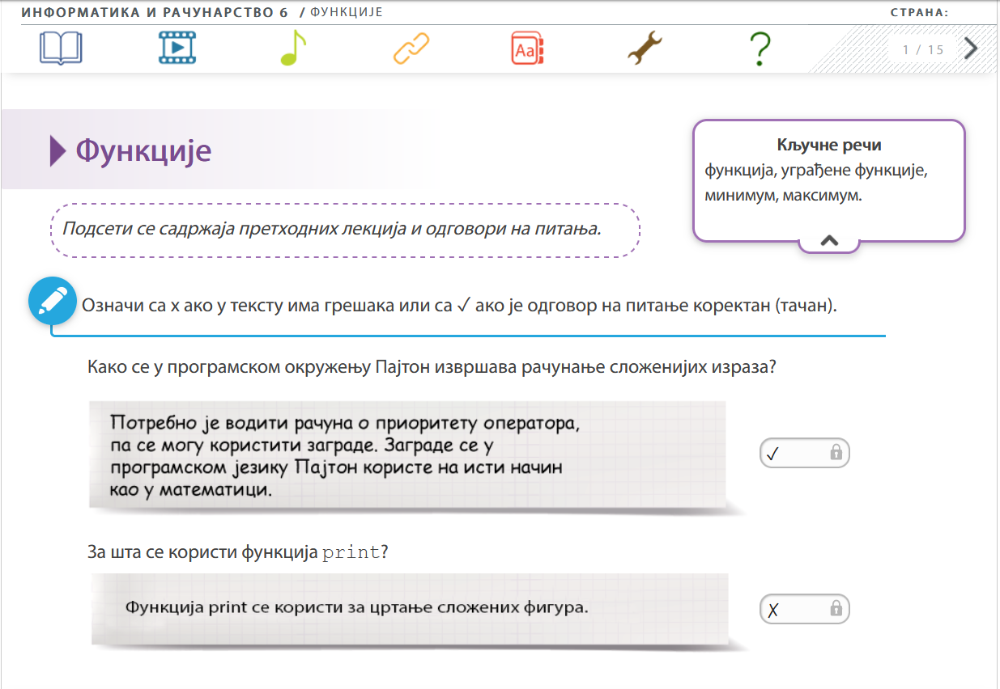 ИНФОРМАТИКА И РАЧУНАРСТВО 6 / ФУНКЦИЈЕ
СТРАНА:
Aa
1 / 15
Функције
Кључне речи
функција, уграђене функције,
минимум, максимум.
Подсети се садржаја претходних лекција и одговори на питања.
Означи са х ако у тексту има грешака или са ✓ ако је одговор на питање коректан (тачан).
Како се у програмском окружењу Пајтон извршава рачунање сложенијих израза?
Потребно је водити рачуна о приоритету оператора,
па се могу користити заграде. Заграде се у
програмском језику Пајтон користе на исти начин
као у математици.
✓
За шта се користи функција print?
Функција print се користи за цртање сложених фигура.
X